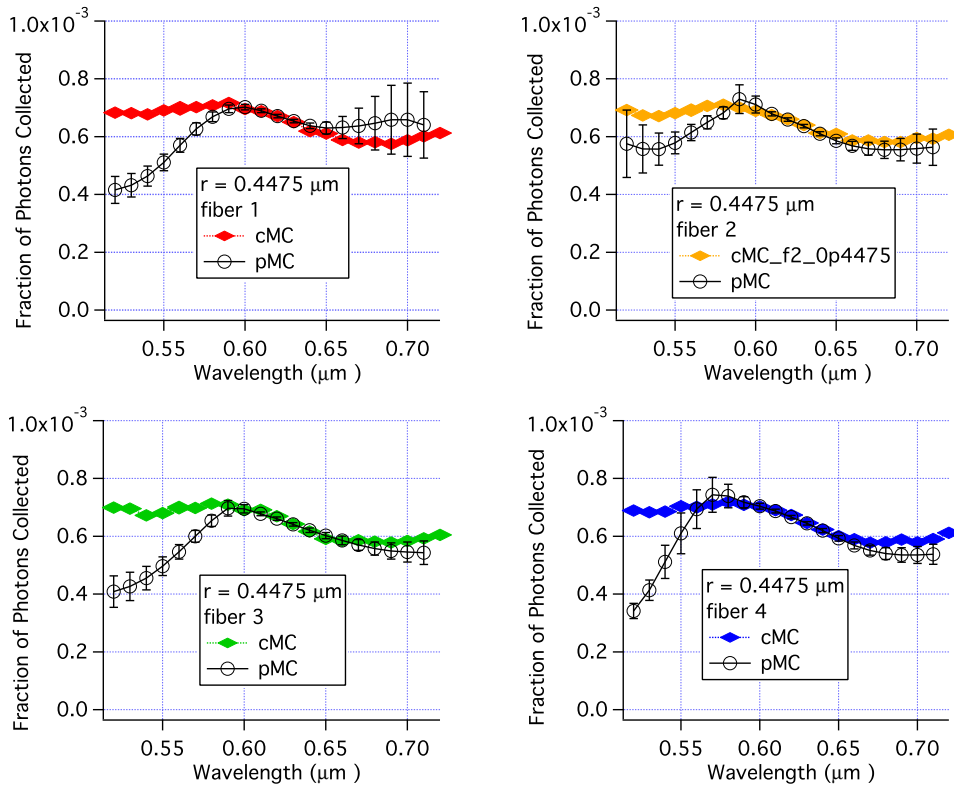 1.0x10-3
0.8
0.6
0.4
0.2
0.0
Fraction of Photons Collected
r = 0.4475 μm
fiber 1
cMC
pMC
0.55
0.60
0.65
0.70
Wavelength (μm )
1.0x10-3
0.8
0.6
0.4
0.2
0.0
Fraction of Photons Collected
r = 0.4475 μm
fiber 2
cMC_f2_0p4475
pMC
0.55
0.60
0.65
0.70
Wavelength (μm )
1.0x10-3
0.8
0.6
0.4
0.2
0.0
Fraction of Photons Collected
r = 0.4475 μm
fiber 3
cMC
pMC
0.55
0.60
0.65
0.70
Wavelength (μm )
1.0x10-3
0.8
0.6
0.4
0.2
0.0
Fraction of Photons Collected
r = 0.4475 μm
fiber 4
cMC
pMC
0.55
0.60
0.65
0.70
Wavelength (μm )